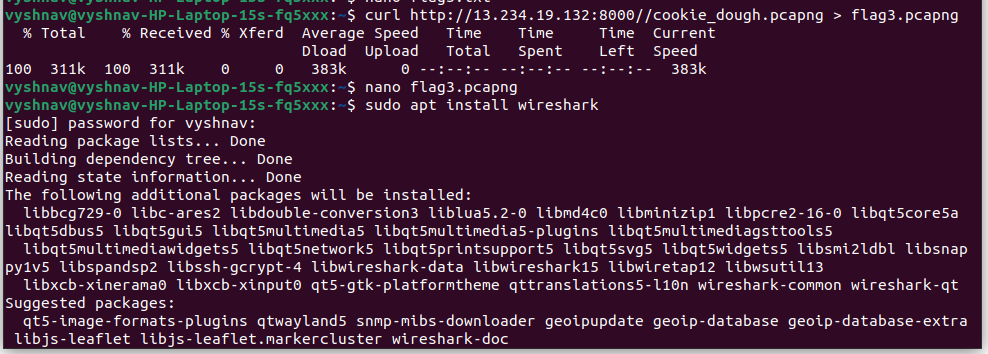 vyshnav@vyshnav-HP-Laptop-15s-fq5xxx:~$ curl http://13.234.19.132:8000//cookie_dough.pcapng > flag3.pcapng
  % Total    % Received % Xferd  Average Speed   Time    Time     Time  Current
                                 Dload  Upload   Total   Spent    Left  Speed
100  311k  100  311k    0     0   383k      0 --:--:-- --:--:-- --:--:--  383k
vyshnav@vyshnav-HP-Laptop-15s-fq5xxx:~$ nano flag3.pcapng
vyshnav@vyshnav-HP-Laptop-15s-fq5xxx:~$ sudo apt install wireshark
[sudo] password for vyshnav:
Reading package lists... Done
Building dependency tree... Done
Reading state information... Done
The following additional packages will be installed:
  libbcg729-0 libc-ares2 libdouble-conversion3 liblua5.2-0 libmd4c0 libminizip1 libpcre2-16-0 libqt5core5a
libqt5dbus5 libqt5gui5 libqt5multimedia5 libqt5multimedia5-plugins libqt5multimediagsttools5
  libqt5multimediawidgets5 libqt5network5 libqt5printsupport5 libqt5svg5 libqt5widgets5 libsmi2ldbl libsnap
py1v5 libspandsp2 libssh-gcrypt-4 libwireshark-data libwireshark15 libwiretap12 libwsutil13
  libxcb-xinerama0 libxcb-xinput0 qt5-gtk-platformtheme qttranslations5-l10n wireshark-common wireshark-qt
Suggested packages:
  qt5-image-formats-plugins qtwayland5 snmp-mibs-downloader geoipupdate geoip-database geoip-database-extra
 libjs-leaflet libjs-leaflet.markercluster wireshark-doc